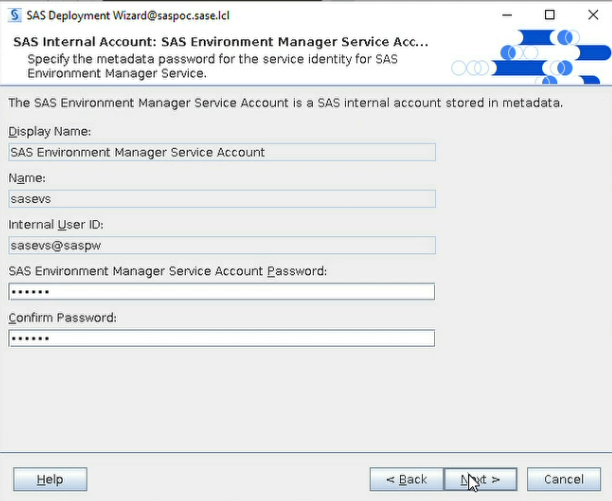 SAS Deployment Wizard@saspoc.sase.lcl
SAS Internal Account: SAS Environment Manager Service Acc...
Specify the metadata password for the service identity for SAS
Environment Manager Service.
The SAS Environment Manager Service Account is a SAS internal account stored in metadata.
Display Name:
SAS Environment Manager Service Account
Name:
sasevs
Internal User ID:
sasevs@saspw
SAS Environment Manager Service Account Password:
••••••
Confirm Password:
••••••
Help
< Back
Next >
Cancel